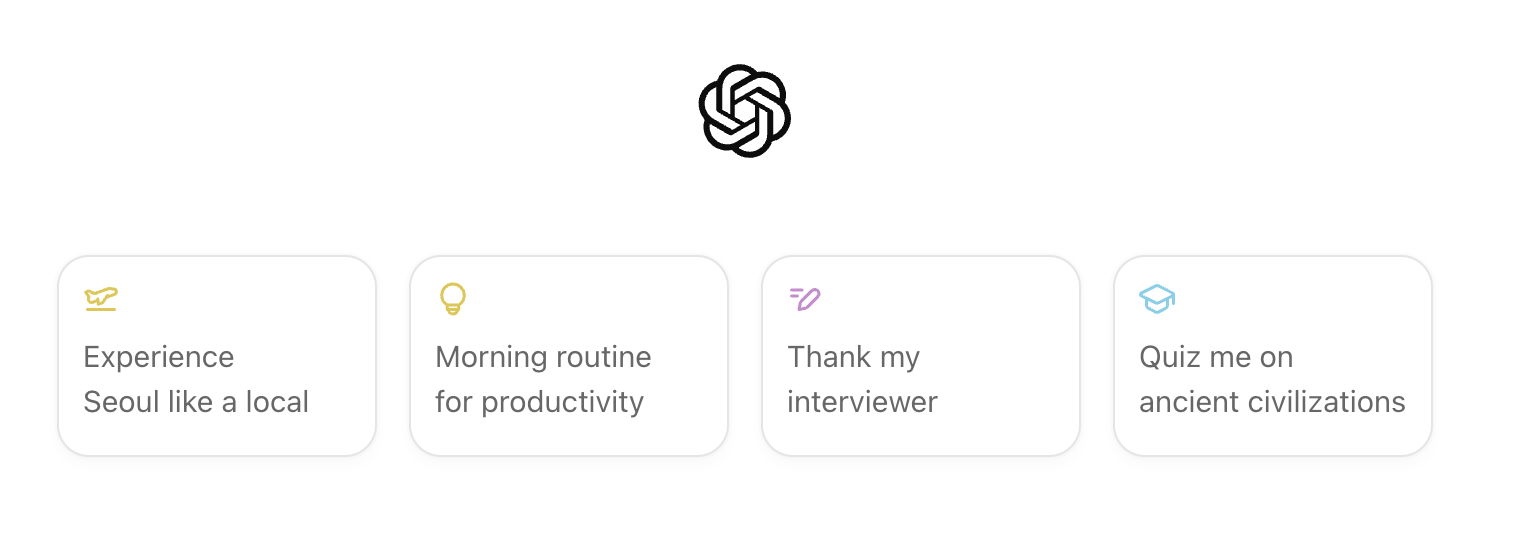 Experience
Seoul like a local
Morning routine
for productivity
Thank my
interviewer
Quiz me on
ancient civilizations